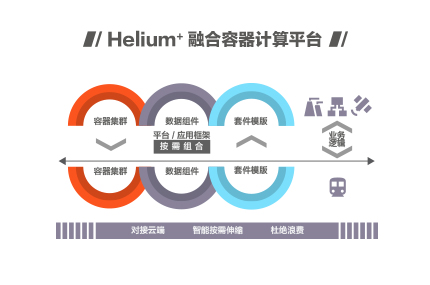 Helium⁺ 融合容器计算平台
容器集群 数据组件 套件模版
平台 / 应用框架
按需组合
业务
逻辑
容器集群 数据组件 套件模版
对接云端 智能按需伸缩 杜绝浪费